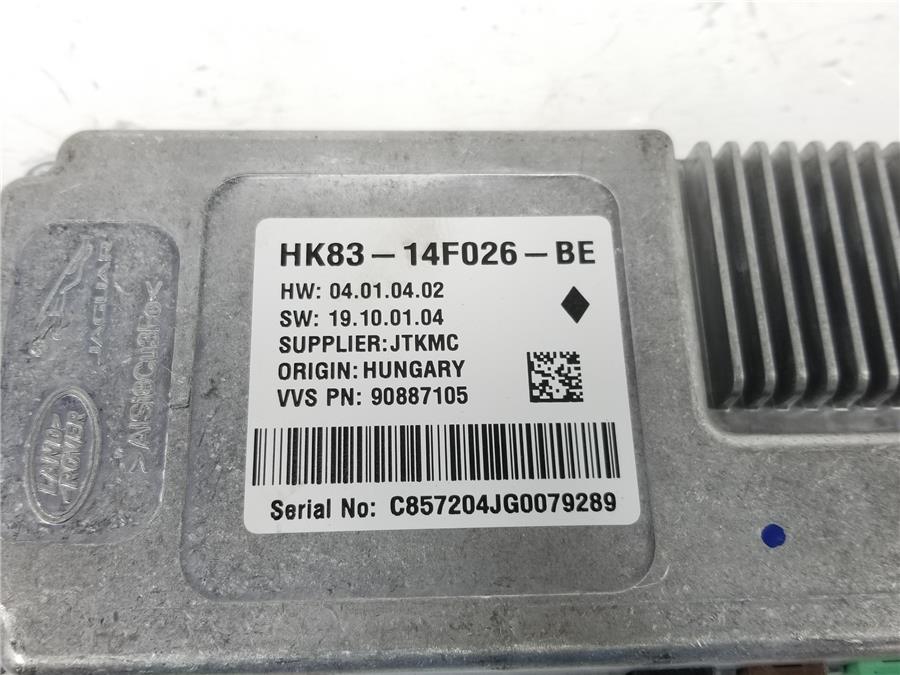 HK83-14F026-BE
HW: 04.01.04.02
SW: 19.10.01.04
SUPPLIER:JTKMC
ORIGIN: HUNGARY
VVS PN: 90887105
Serial No: C857204JG0079289
JAGUAR
LAND
ROVER